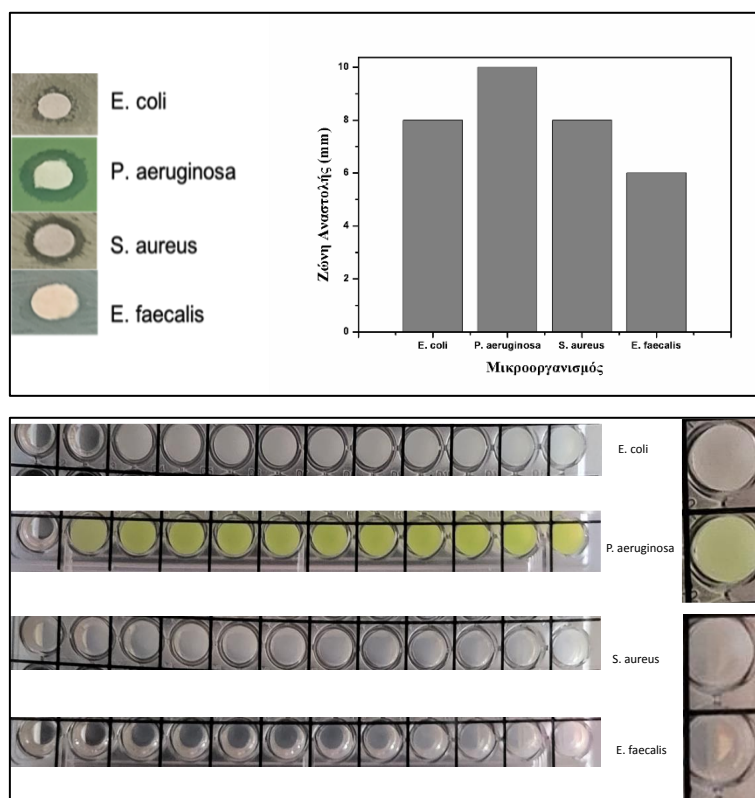 E. coli
P. aeruginosa
S. aureus
E. faecalis
Ζώνη Αναστολής (mm)
10
8
6
4
2
0
E. coli P. aeruginosa S. aureus E. faecalis
Μικροοργανισμός
E. coli
P. aeruginosa
S. aureus
E. faecalis